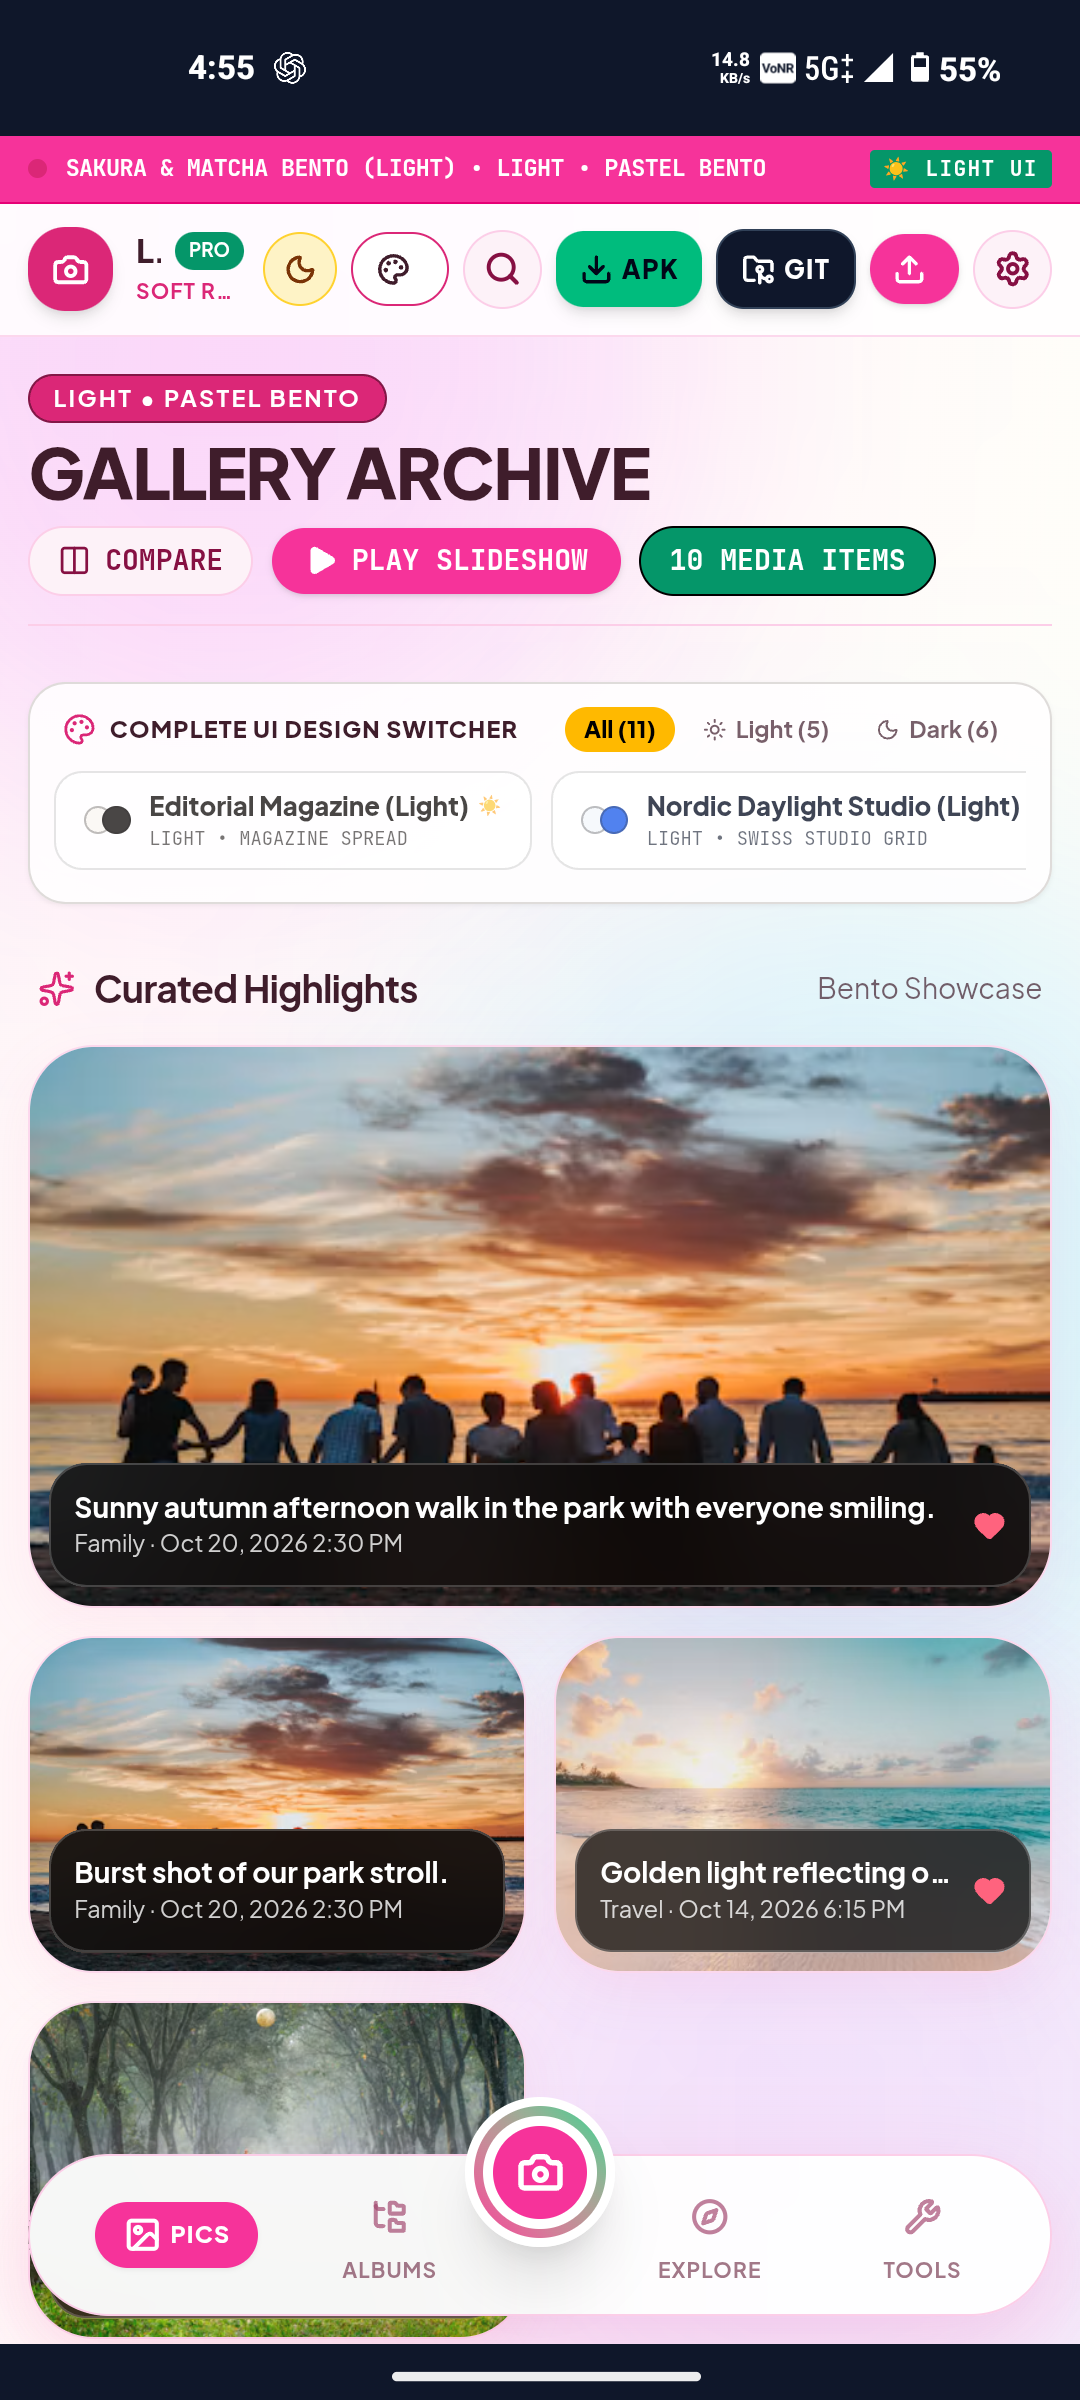 4:55
14.8 KB/s VoNR 5G++ 55%
SAKURA & MATCHA BENTO (LIGHT) • LIGHT • PASTEL BENTO
☀️ LIGHT UI
L. PRO
SOFT R...
APK
GIT
LIGHT ● PASTEL BENTO
GALLERY ARCHIVE
COMPARE
PLAY SLIDESHOW
10 MEDIA ITEMS
COMPLETE UI DESIGN SWITCHER
All (11)
Light (5)
Dark (6)
Editorial Magazine (Light) ☀️
LIGHT • MAGAZINE SPREAD
Nordic Daylight Studio (Light)
LIGHT • SWISS STUDIO GRID
Curated Highlights
Bento Showcase
Sunny autumn afternoon walk in the park with everyone smiling.
Family · Oct 20, 2026 2:30 PM
Burst shot of our park stroll.
Family · Oct 20, 2026 2:30 PM
Golden light reflecting o...
Travel · Oct 14, 2026 6:15 PM
PICS
ALBUMS
EXPLORE
TOOLS